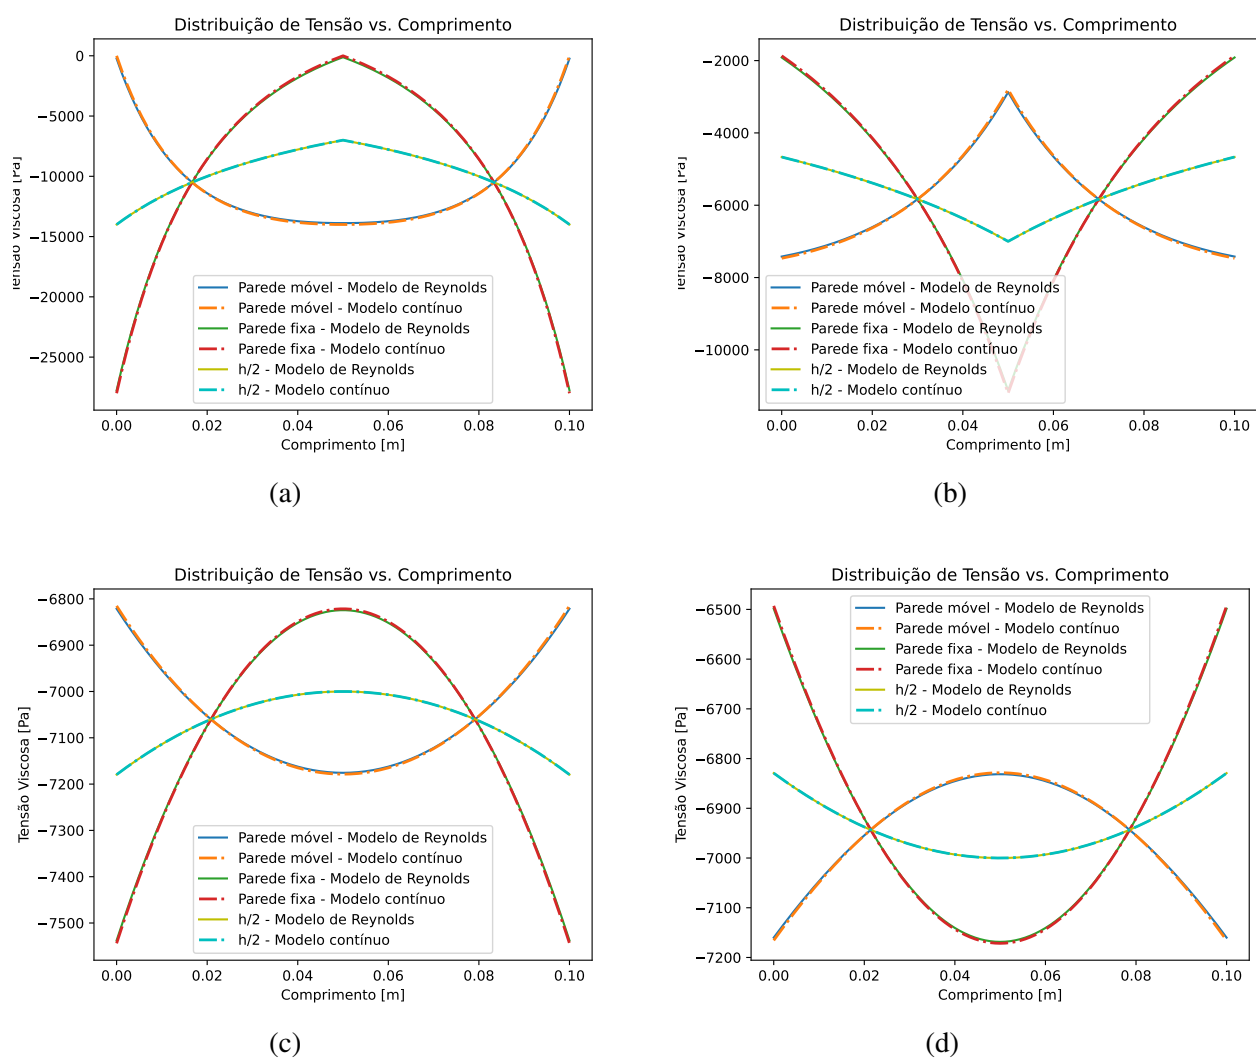 Distribuição de Tensão vs. Comprimento
0
−5000
−10000
−15000
−20000
−25000
Tensão Viscosa [Pa]
Parede móvel - Modelo de Reynolds
Parede móvel - Modelo contínuo
Parede fixa - Modelo de Reynolds
Parede fixa - Modelo contínuo
h/2 - Modelo de Reynolds
h/2 - Modelo contínuo
0.00 0.02 0.04 0.06 0.08 0.10
Comprimento [m]
(a)
Distribuição de Tensão vs. Comprimento
−2000
−4000
−6000
−8000
−10000
Tensão Viscosa [Pa]
Parede móvel - Modelo de Reynolds
Parede móvel - Modelo contínuo
Parede fixa - Modelo de Reynolds
Parede fixa - Modelo contínuo
h/2 - Modelo de Reynolds
h/2 - Modelo contínuo
0.00 0.02 0.04 0.06 0.08 0.10
Comprimento [m]
(b)
Distribuição de Tensão vs. Comprimento
−6800
−6900
−7000
−7100
−7200
−7300
−7400
−7500
Tensão Viscosa [Pa]
Parede móvel - Modelo de Reynolds
Parede móvel - Modelo contínuo
Parede fixa - Modelo de Reynolds
Parede fixa - Modelo contínuo
h/2 - Modelo de Reynolds
h/2 - Modelo contínuo
0.00 0.02 0.04 0.06 0.08 0.10
Comprimento [m]
(c)
Distribuição de Tensão vs. Comprimento
−6500
−6600
−6700
−6800
−6900
−7000
−7100
−7200
Tensão Viscosa [Pa]
Parede móvel - Modelo de Reynolds
Parede móvel - Modelo contínuo
Parede fixa - Modelo de Reynolds
Parede fixa - Modelo contínuo
h/2 - Modelo de Reynolds
h/2 - Modelo contínuo
0.00 0.02 0.04 0.06 0.08 0.10
Comprimento [m]
(d)